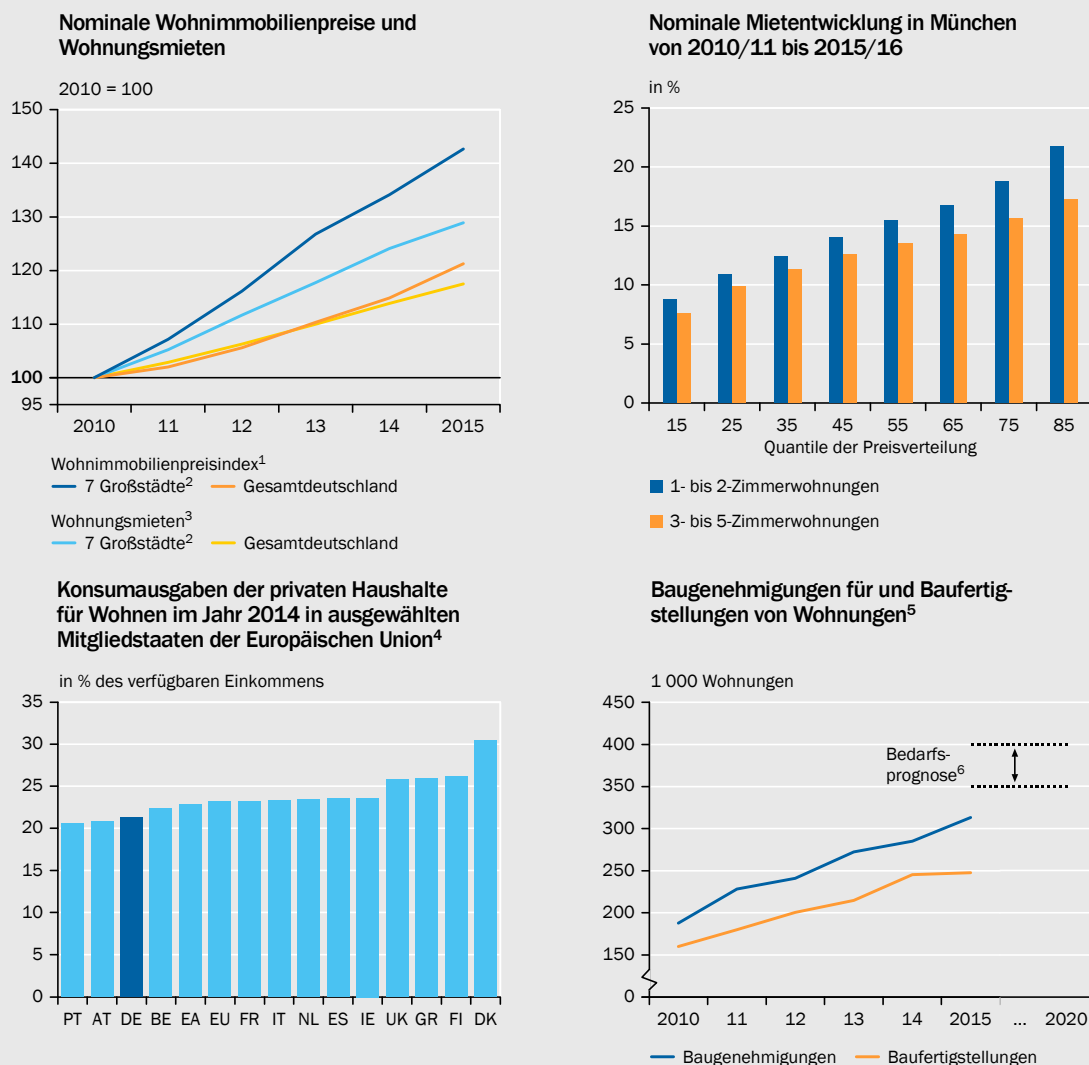 Nominale Wohnimmobilienpreise und
Wohnungsmieten
2010 = 100
150
140
130
120
110
100
95
2010 11 12 13 14 2015
Wohnimmobilienpreisindex¹
7 Großstädte² Gesamtdeutschland
Wohnungsmieten³
7 Großstädte² Gesamtdeutschland
Nominale Mietentwicklung in München
von 2010/11 bis 2015/16
in %
25
20
15
10
5
0
15 25 35 45 55 65 75 85
Quantile der Preisverteilung
1- bis 2-Zimmerwohnungen
3- bis 5-Zimmerwohnungen
Konsumausgaben der privaten Haushalte
für Wohnen im Jahr 2014 in ausgewählten
Mitgliedstaaten der Europäischen Union⁴
in % des verfügbaren Einkommens
35
30
25
20
15
10
5
0
PT AT DE BE EA EU FR IT NL ES IE UK GR FI DK
Baugenehmigungen für und Baufertig-
stellungen von Wohnungen⁵
1 000 Wohnungen
450
400
350
300
250
200
150
0
Bedarfs-
prognose⁶
2010 11 12 13 14 2015 ... 2020
Baugenehmigungen Baufertigstellungen